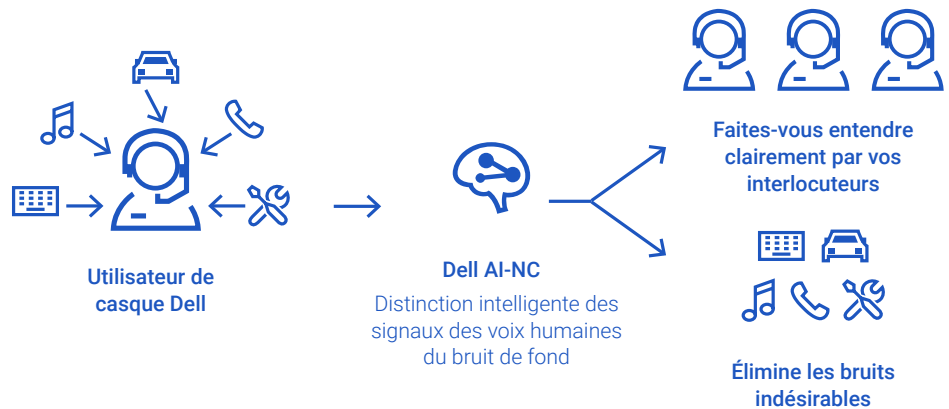 Utilisateur de
casque Dell
Dell AI-NC
Distinction intelligente des
signaux des voix humaines
du bruit de fond
Faites-vous entendre
clairement par vos
interlocuteurs
Élimine les bruits
indésirables